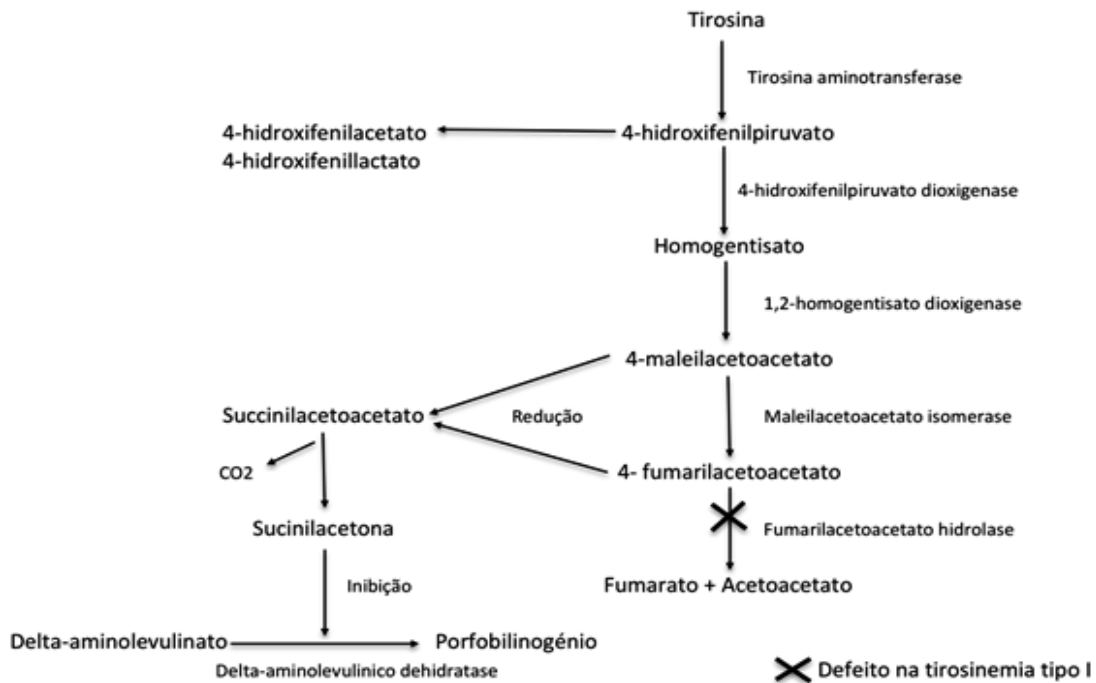 Tirosina
Tirosina aminotransferase
4-hidroxifenilacetato
4-hidroxifenilpiruvato
4-hidroxifenillactato
4-hidroxifenilpiruvato dioxigenase
Homogentisato
1,2-homogentisato dioxigenase
4-maleilacetoacetato
Succinilacetoacetato
Redução
Maleilacetoacetato isomerase
CO2
4- fumarilacetoacetato
Sucinilacetona
Fumarilacetoacetato hidrolase
Inibição
Fumarato + Acetoacetato
Delta-aminolevulinato
Porfobilinogénio
Delta-aminolevulinico dehidratase
Defeito na tirosinemia tipo I